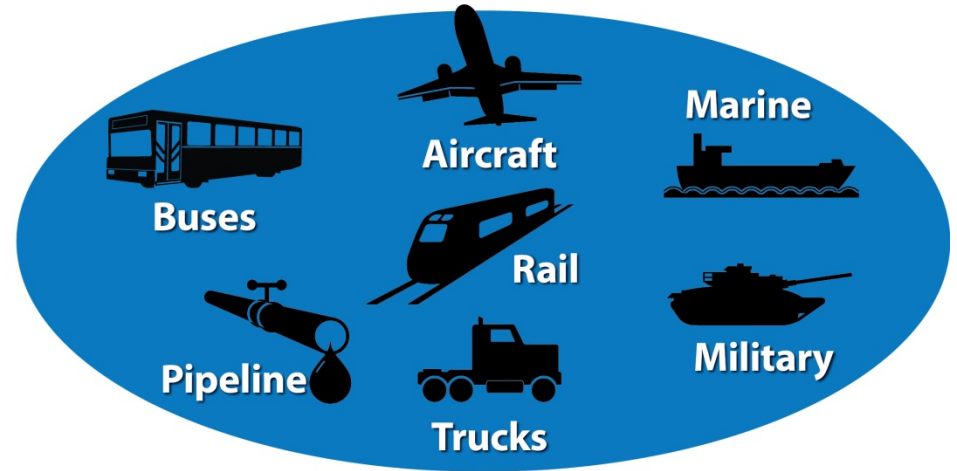 Aircraft
Marine
Buses
Rail
Pipeline
Military
Trucks